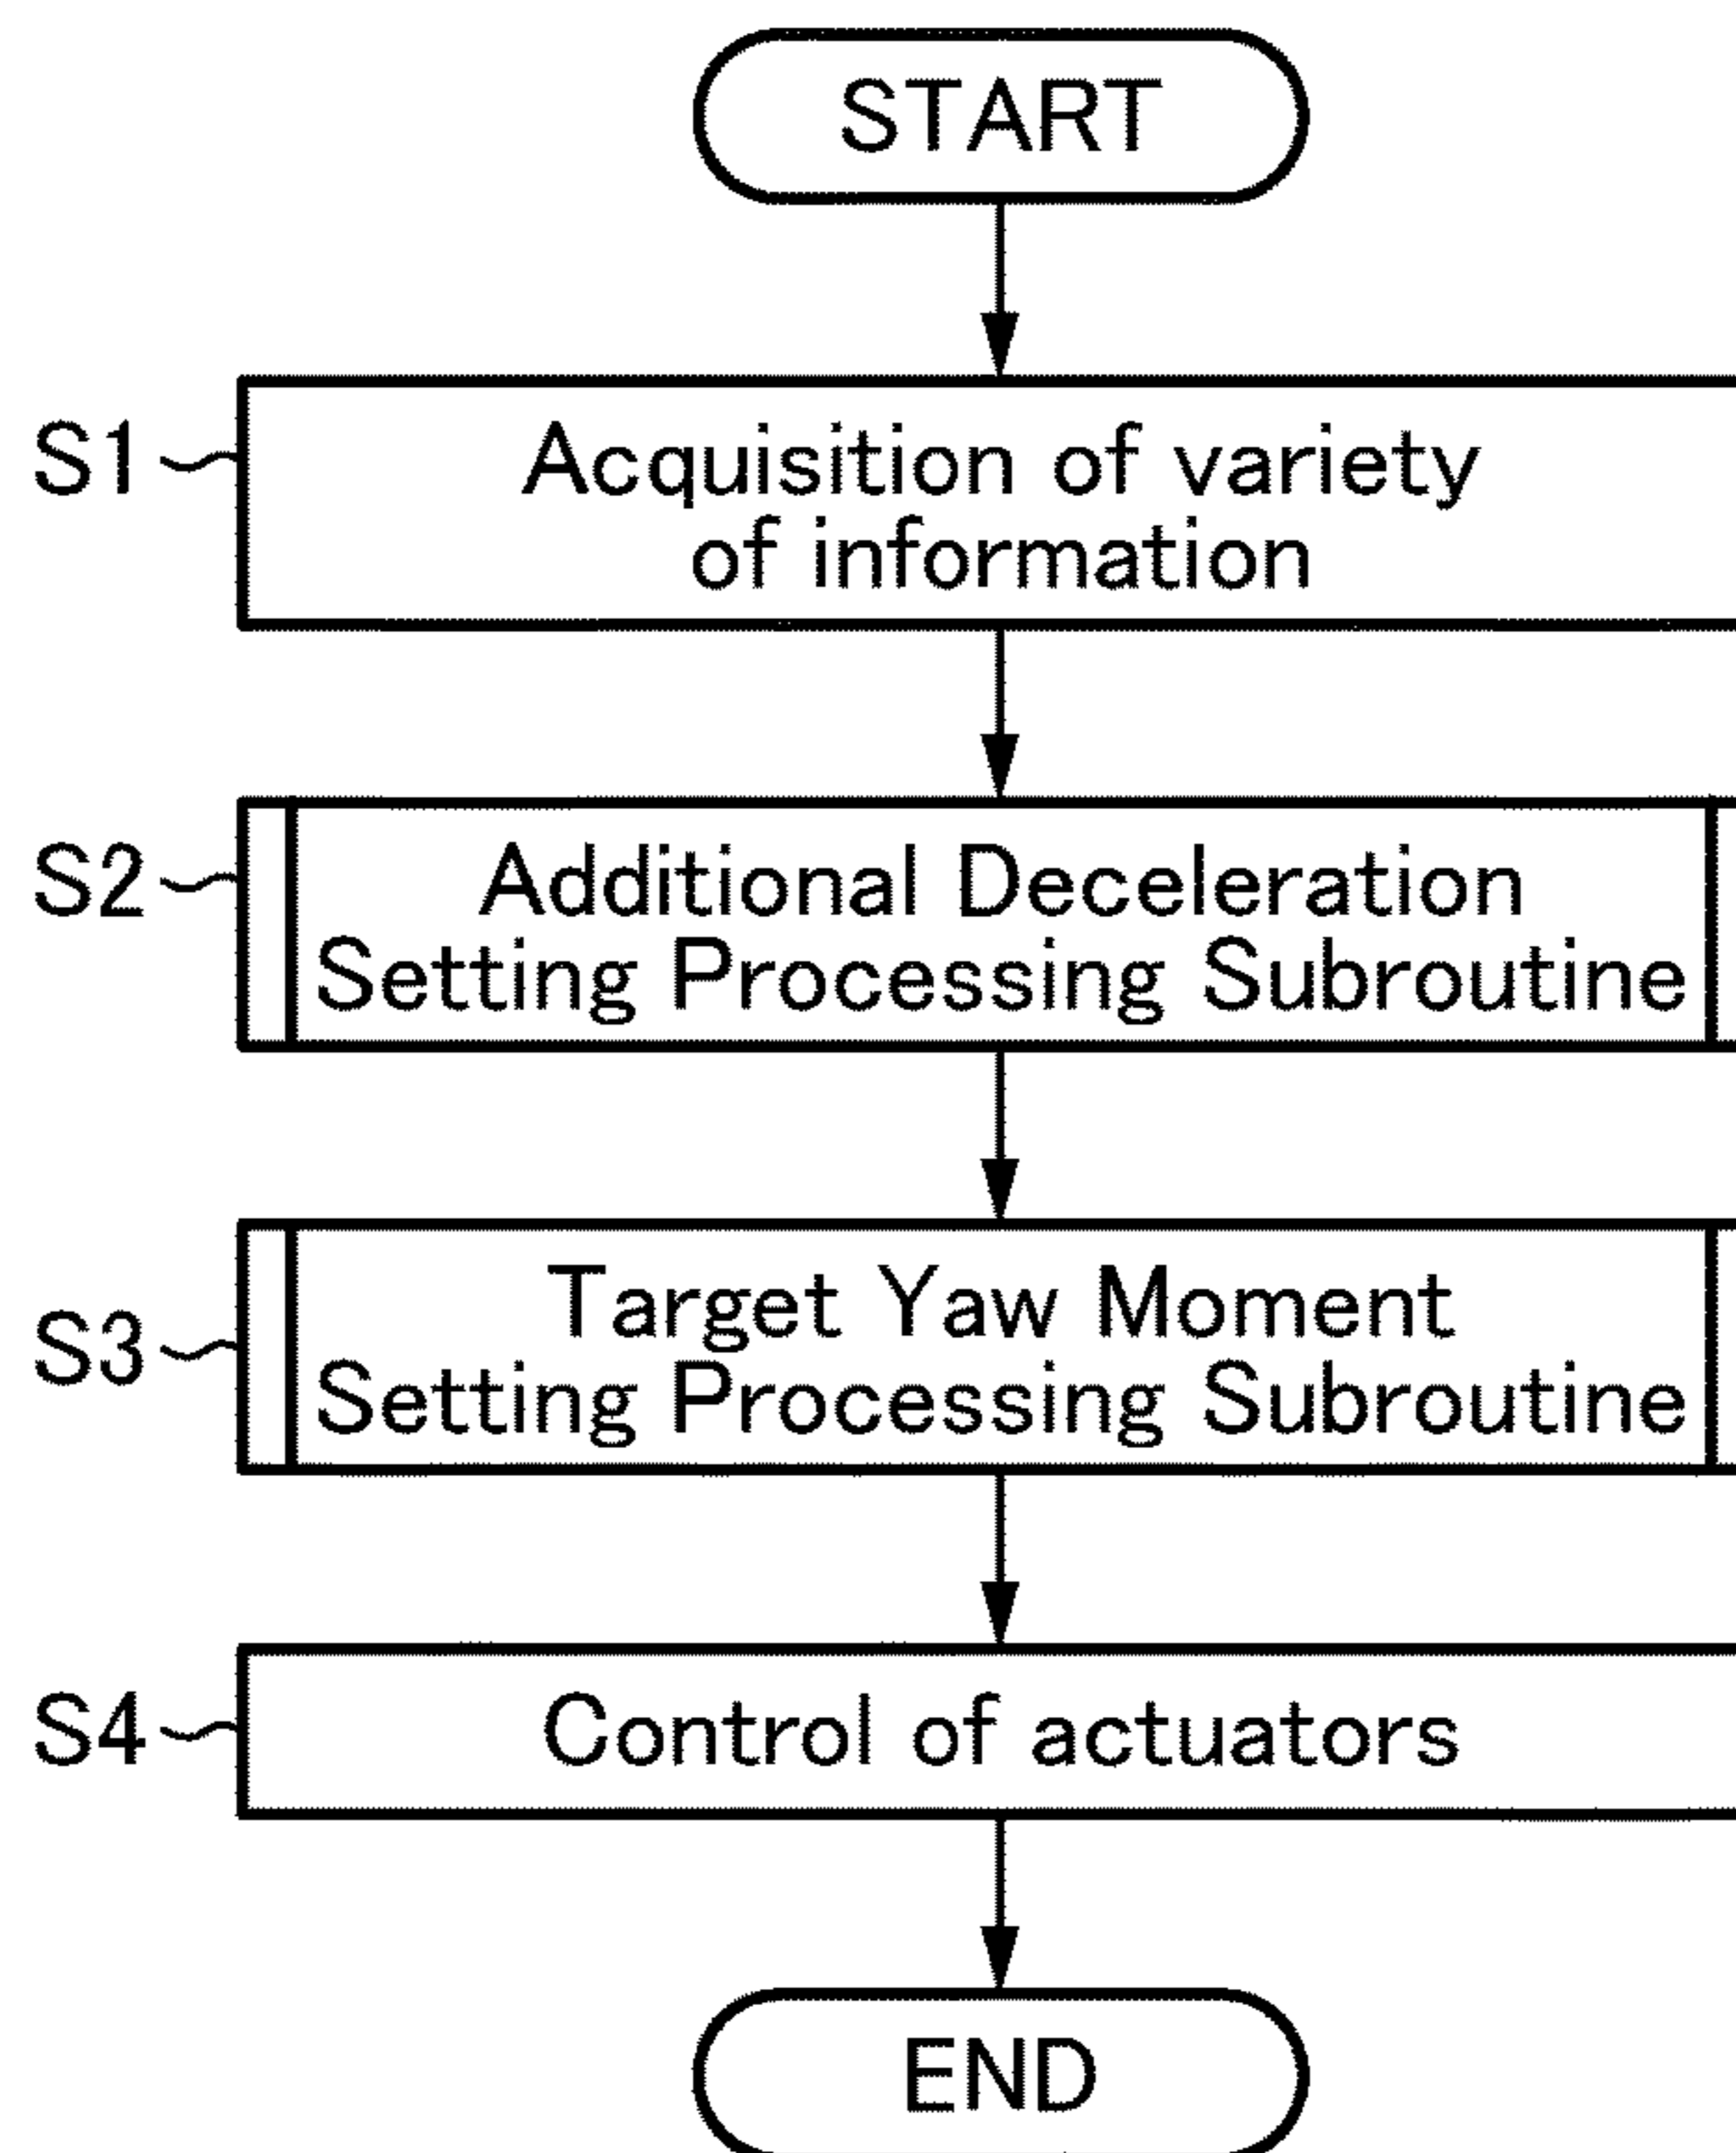 START
S1
Acquisition of variety
of information
S2
Additional Deceleration
Setting Processing Subroutine
S3
Target Yaw Moment
Setting Processing Subroutine
S4
Control of actuators
END